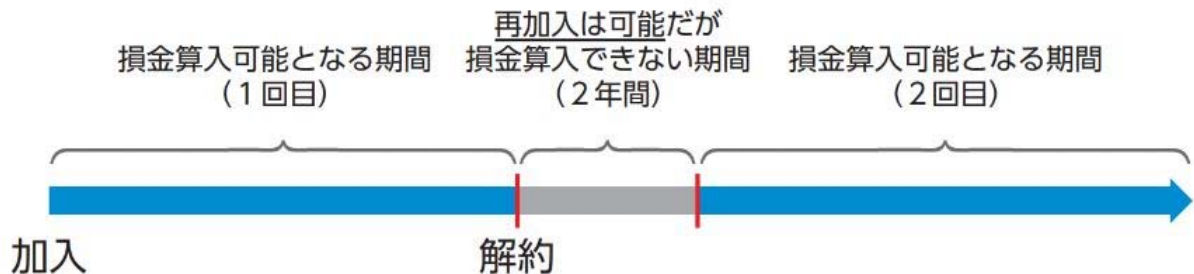 損金算入可能となる期間
（１回目）
再加入は可能だが
損金算入できない期間
（２年間）
損金算入可能となる期間
（２回目）
加入
解約